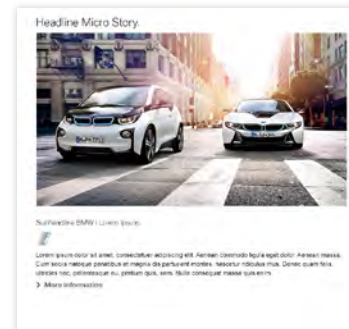 Headline Micro Story.
Subheadline BMW i Lorem Ipsum.
Lorem ipsum dolor sit amet, consectetuer adipiscing elit. Aenean commodo ligula eget dolor. Aenean massa.
Cum sociis natoque penatibus et magnis dis parturient montes, nascetur ridiculus mus. Donec quam felis,
ultricies nec, pellentesque eu, pretium quis, sem. Nulla consequat massa quis enim.
More information